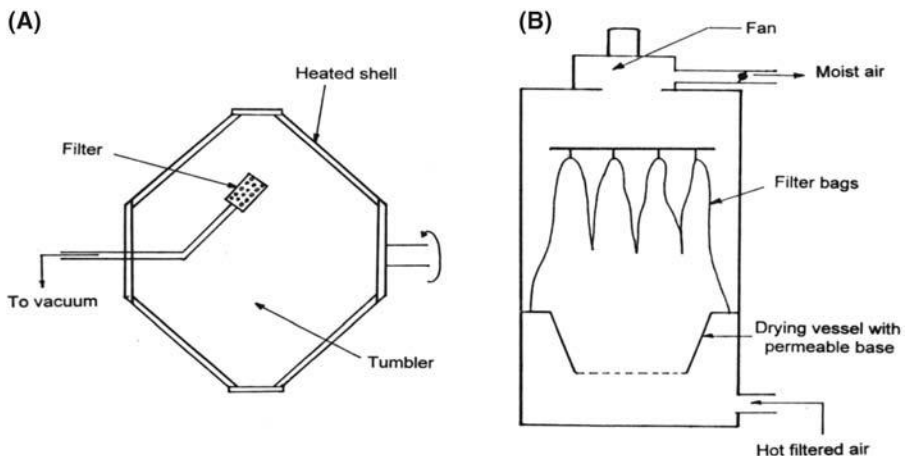 (A)
Heated shell
Filter
To vacuum
Tumbler
(B)
Fan
Moist air
Filter bags
Drying vessel with
permeable base
Hot filtered air